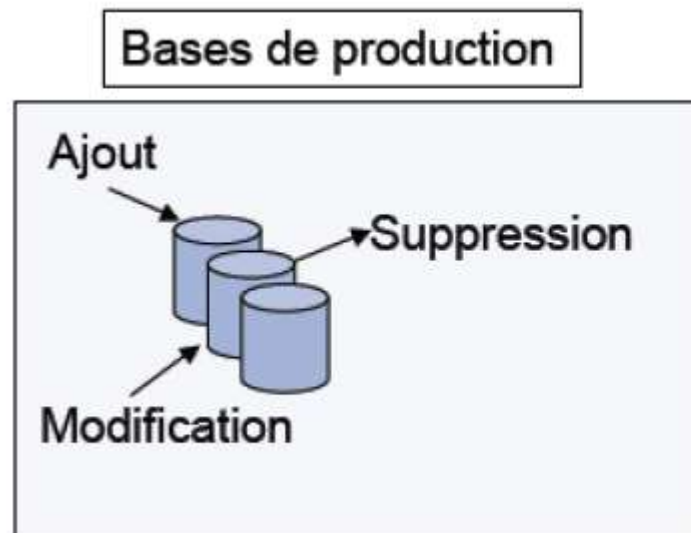 Bases de production
Ajout
Suppression
Modification